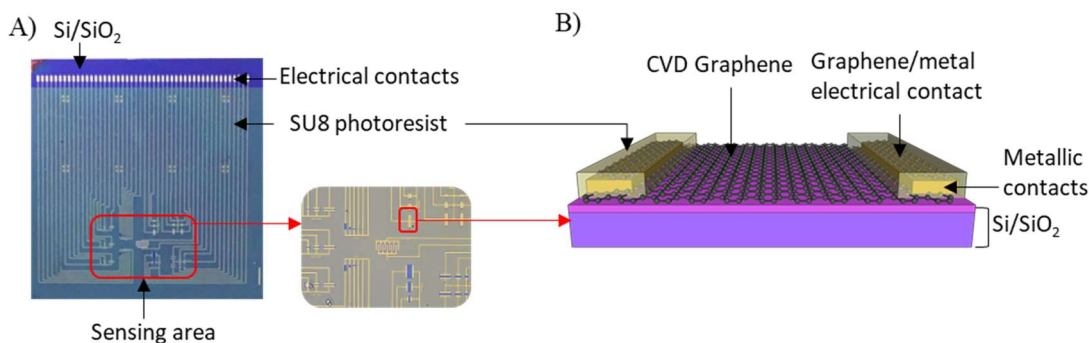 A)
Si/SiO₂
Electrical contacts
SU8 photoresist
Sensing area
B)
CVD Graphene
Graphene/metal
electrical contact
Metallic
contacts
Si/SiO₂